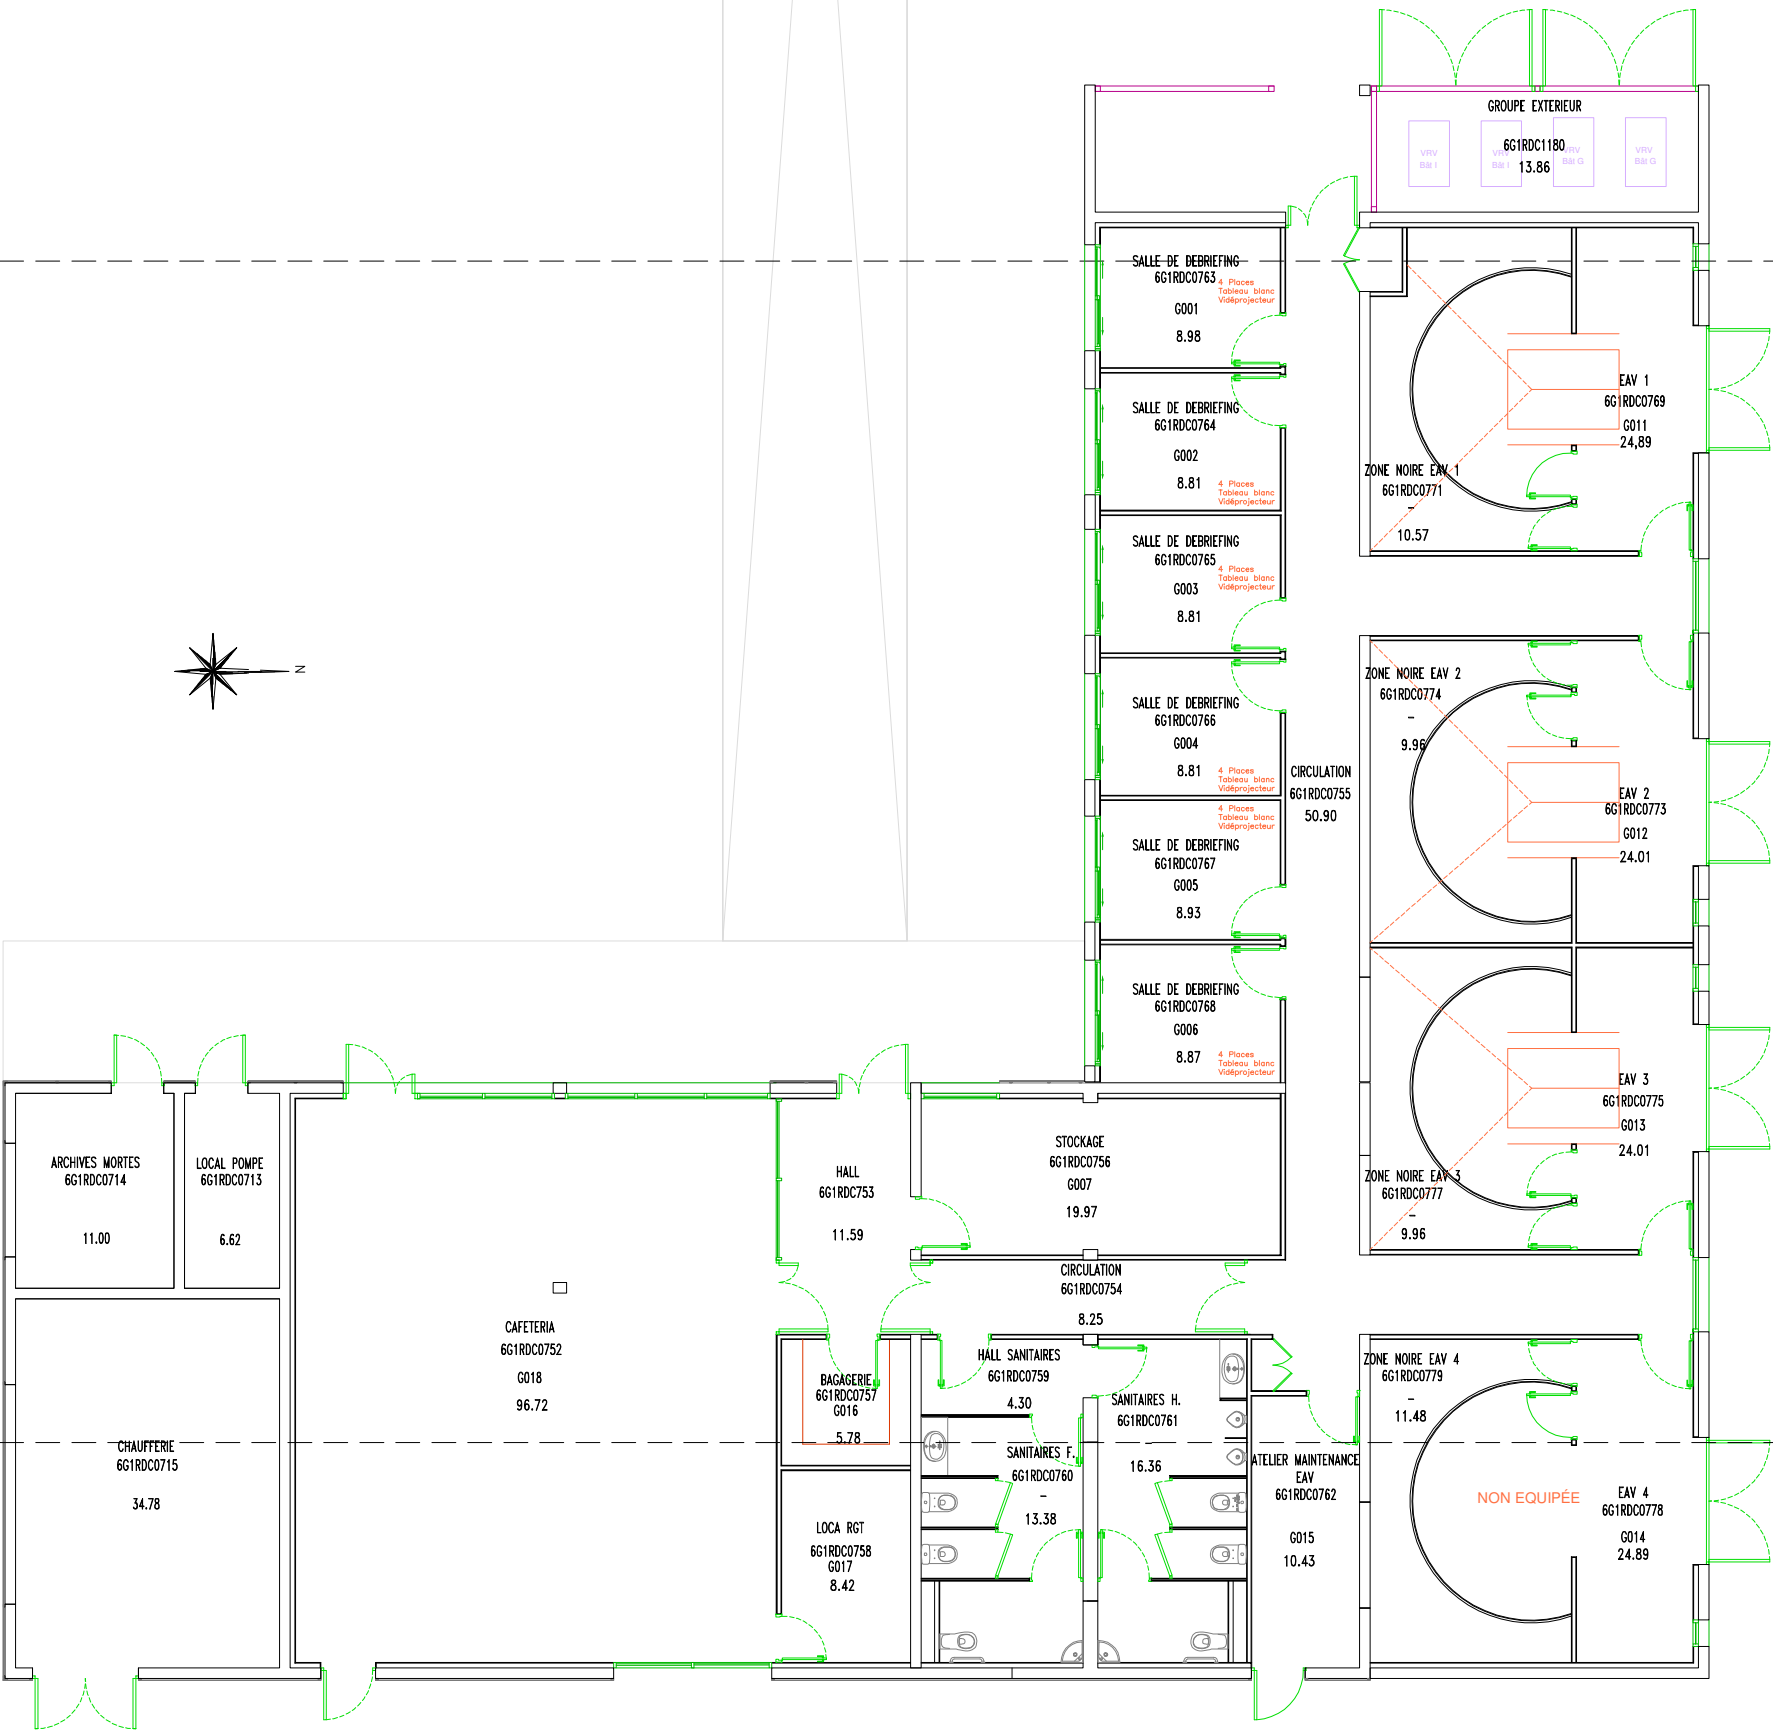 GROUPE EXTERIEUR
6G1RDC1180
13.86
VRV
Bât I
VRV
Bât I
VRV
Bât G
VRV
Bât G
SALLE DE DEBRIEFING
6G1RDC0763
4 Places
Tableau blanc
Vidéprojecteur
G001
8.98
SALLE DE DEBRIEFING
6G1RDC0764
G002
8.81
4 Places
Tableau blanc
Vidéprojecteur
SALLE DE DEBRIEFING
6G1RDC0765
4 Places
Tableau blanc
Vidéprojecteur
G003
8.81
SALLE DE DEBRIEFING
6G1RDC0766
G004
8.81
4 Places
Tableau blanc
Vidéprojecteur
4 Places
Tableau blanc
Vidéprojecteur
SALLE DE DEBRIEFING
6G1RDC0767
G005
8.93
SALLE DE DEBRIEFING
6G1RDC0768
G006
8.87
4 Places
Tableau blanc
Vidéprojecteur
EAV 1
6G1RDC0769
G011
24,89
ZONE NOIRE EAV 1
6G1RDC0771
-
10.57
ZONE NOIRE EAV 2
6G1RDC0774
-
9.96
EAV 2
6G1RDC0773
G012
24.01
CIRCULATION
6G1RDC0755
50.90
EAV 3
6G1RDC0775
G013
24.01
ZONE NOIRE EAV 3
6G1RDC0777
-
9.96
N
ARCHIVES MORTES
6G1RDC0714
11.00
LOCAL POMPE
6G1RDC0713
6.62
HALL
6G1RDC753
11.59
STOCKAGE
6G1RDC0756
G007
19.97
CIRCULATION
6G1RDC0754
8.25
CAFETERIA
6G1RDC0752
G018
96.72
CHAUFFERIE
6G1RDC0715
34.78
BAGAGERIE
6G1RDC0757
G016
5.78
LOCA RGT
6G1RDC0758
G017
8.42
HALL SANITAIRES
6G1RDC0759
4.30
SANITAIRES F.
6G1RDC0760
-
13.38
SANITAIRES H.
6G1RDC0761
-
16.36
ATELIER MAINTENANCE
EAV
6G1RDC0762
G015
10.43
ZONE NOIRE EAV 4
6G1RDC0779
-
11.48
NON EQUIPÉE
EAV 4
6G1RDC0778
G014
24.89